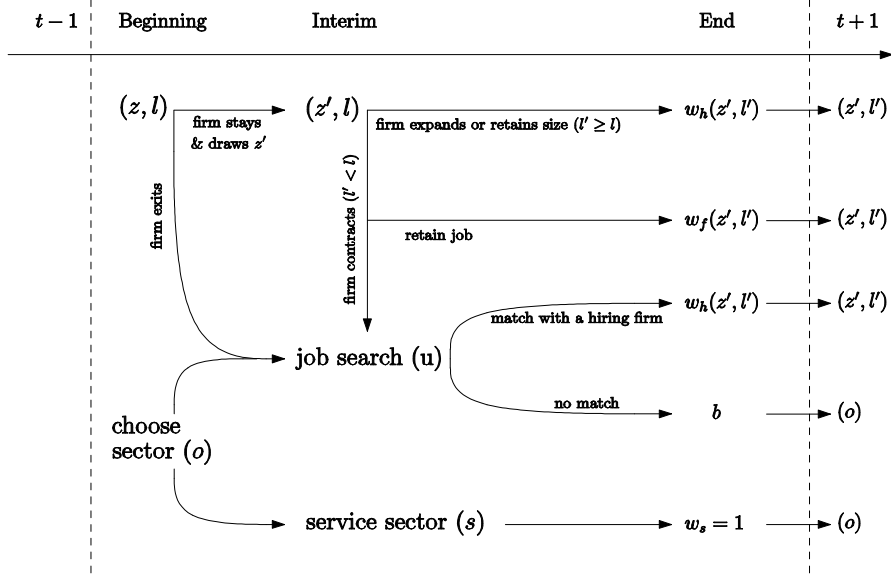 t − 1 Beginning Interim End t + 1
(z, l) (z′, l) w_h(z′, l′) (z′, l′)
firm stays
& draws z′
firm expands or retains size (l′ ≥ l)
firm exits
firm contracts (l′ < l)
retain job
w_f(z′, l′) (z′, l′)
match with a hiring firm
w_h(z′, l′) (z′, l′)
job search (u)
no match
b (o)
choose
sector (o)
service sector (s) w_s = 1 (o)